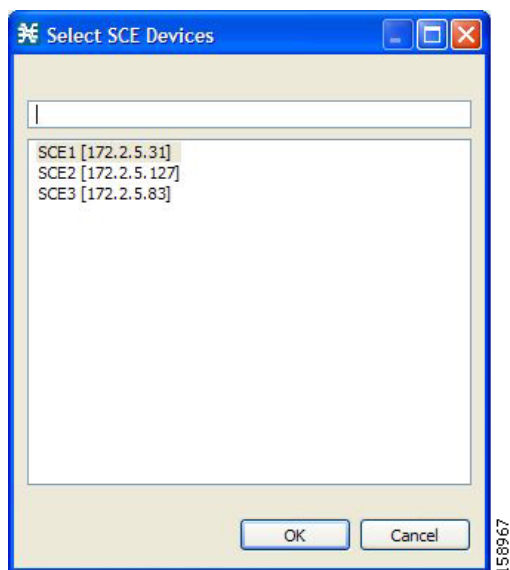 Select SCE Devices
SCE1 [172.2.5.31]
SCE2 [172.2.5.127]
SCE3 [172.2.5.83]
OK
Cancel
158967